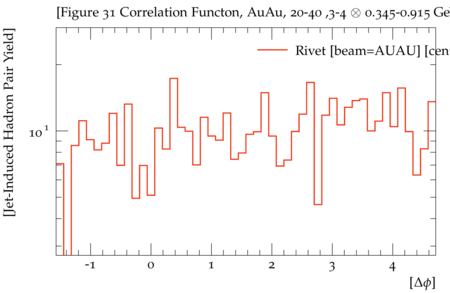 [Figure 31 Correlation Functon, AuAu, 20-40 ,3-4 ⊗ 0.345-0.915 Ge
Rivet [beam=AUAU] [cen
[Jet-Induced Hadron Pair Yield]
10¹
-1 0 1 2 3 4
[Δϕ]